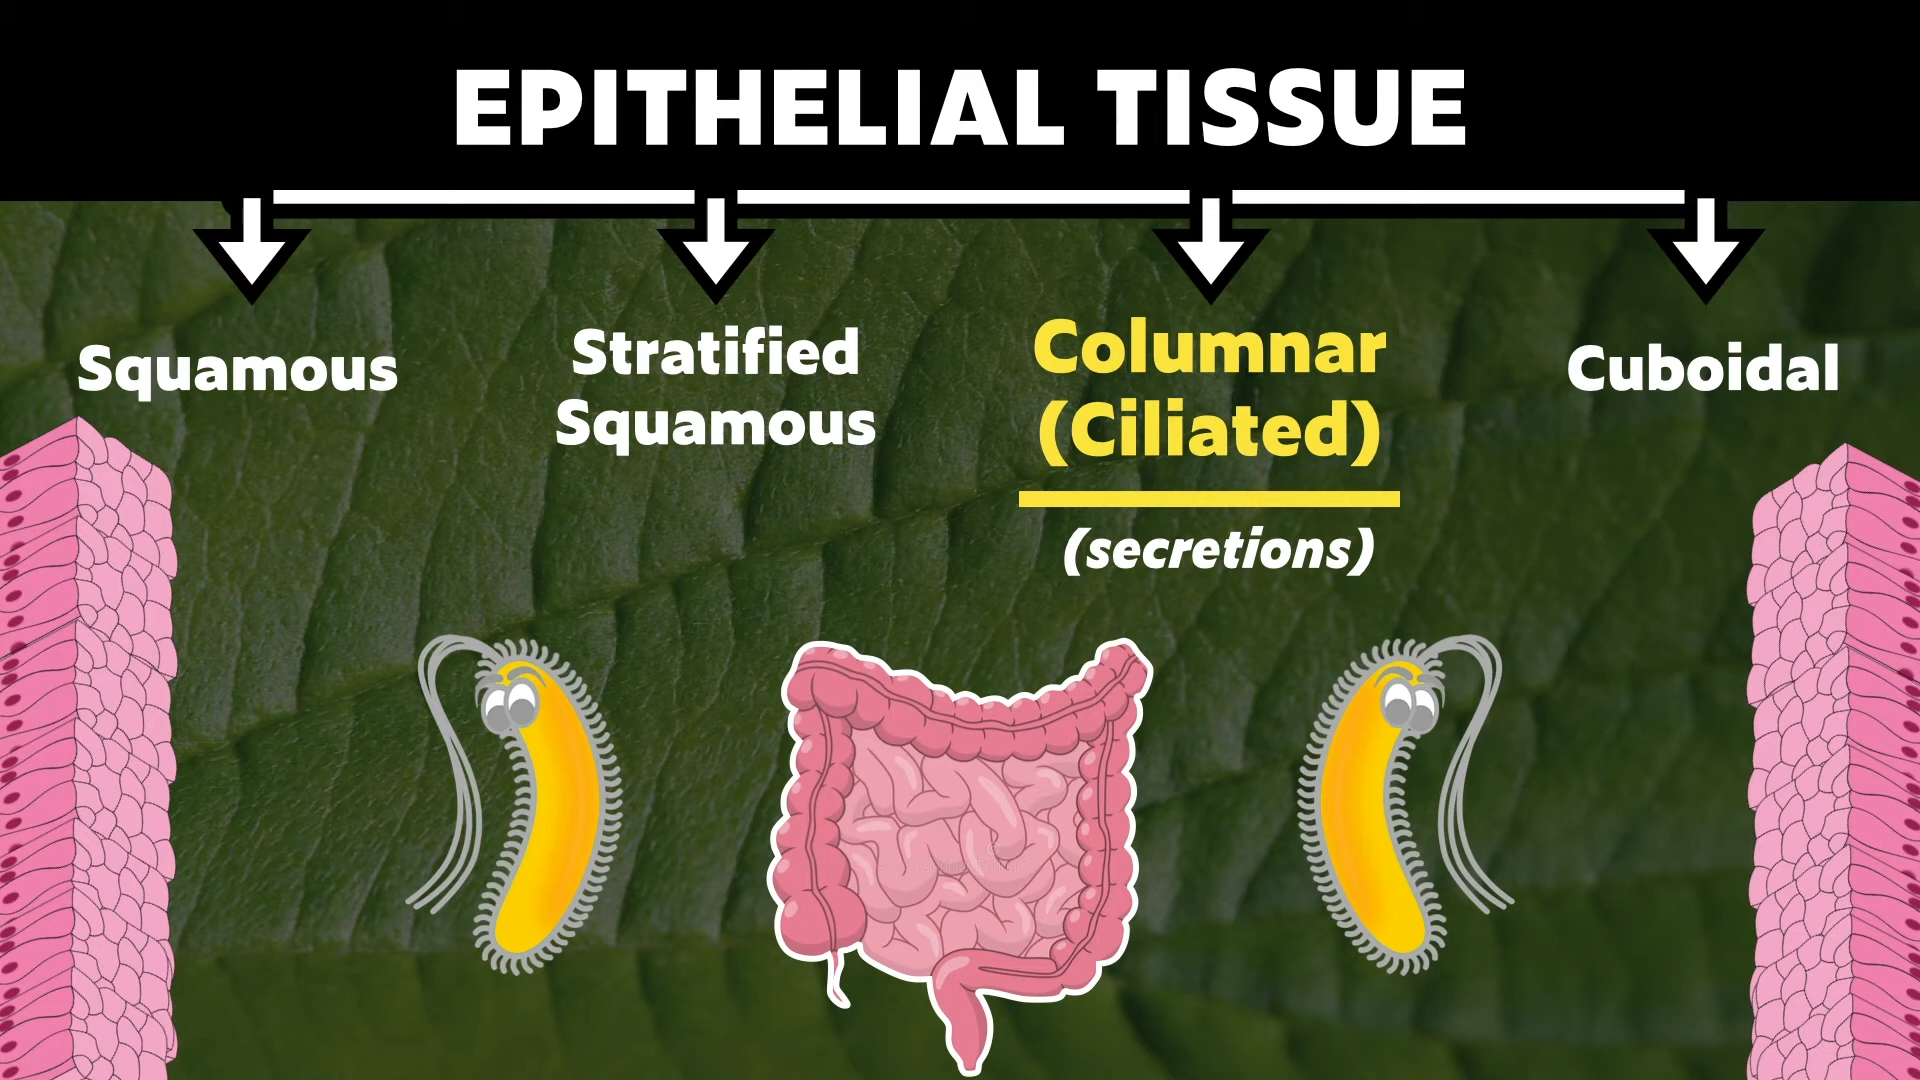 EPITHELIAL TISSUE
Squamous
Stratified
Squamous
Columnar
(Ciliated)
(secretions)
Cuboidal